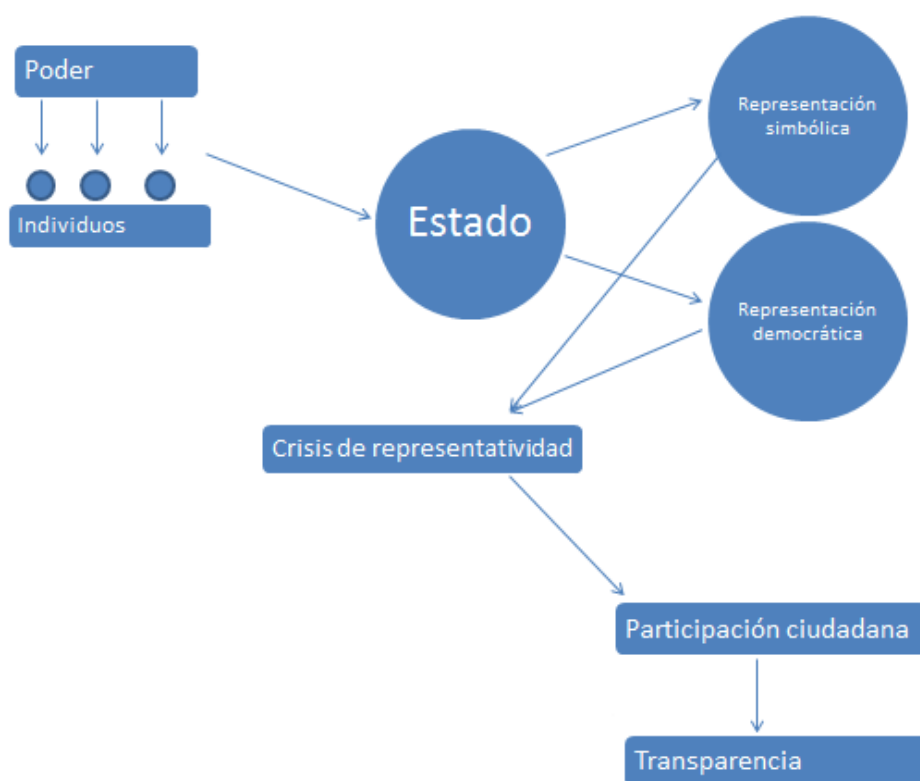 Poder
Individuos
Estado
Representación
simbólica
Representación
democrática
Crisis de representatividad
Participación ciudadana
Transparencia